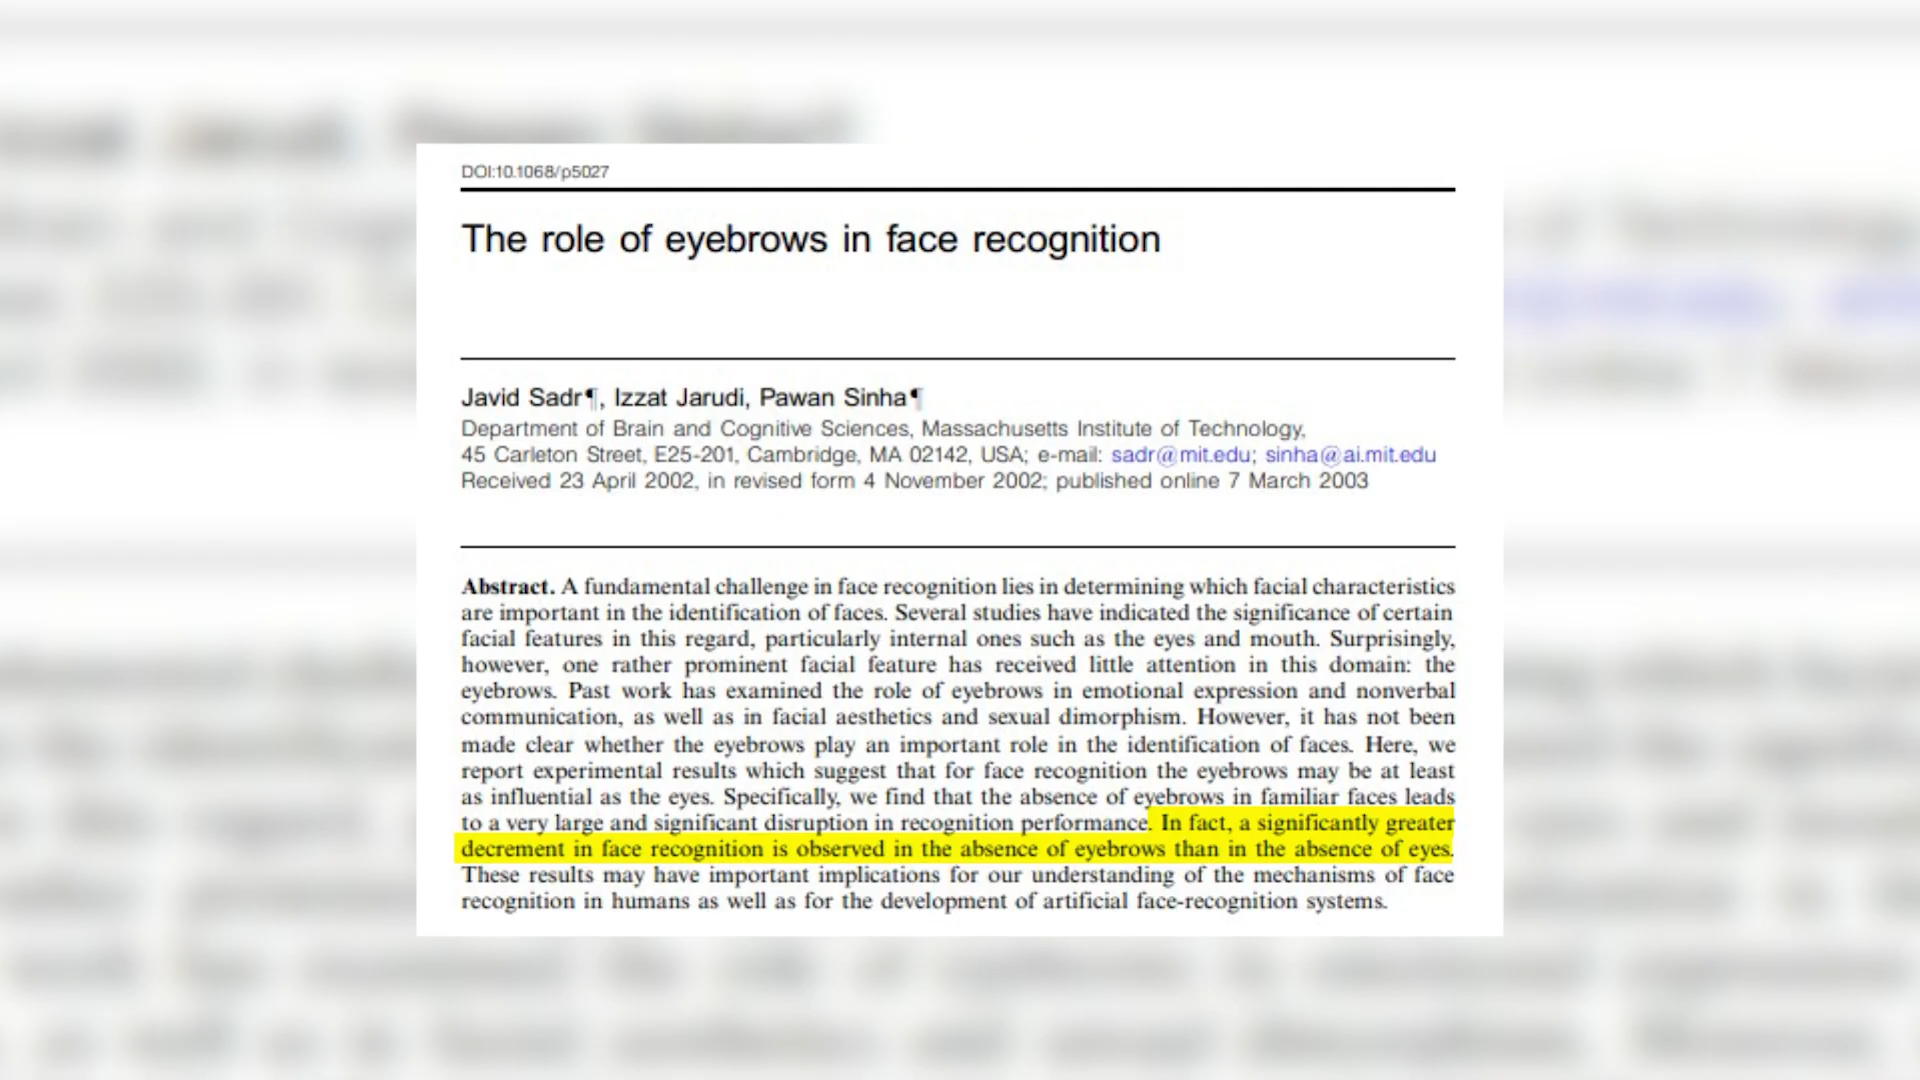 DOI:10.1068/p5027
The role of eyebrows in face recognition
Javid Sadr¶, Izzat Jarudi, Pawan Sinha¶
Department of Brain and Cognitive Sciences, Massachusetts Institute of Technology,
45 Carleton Street, E25-201, Cambridge, MA 02142, USA; e-mail: sadr@mit.edu; sinha@ai.mit.edu
Received 23 April 2002, in revised form 4 November 2002; published online 7 March 2003
Abstract. A fundamental challenge in face recognition lies in determining which facial characteristics
are important in the identification of faces. Several studies have indicated the significance of certain
facial features in this regard, particularly internal ones such as the eyes and mouth. Surprisingly,
however, one rather prominent facial feature has received little attention in this domain: the
eyebrows. Past work has examined the role of eyebrows in emotional expression and nonverbal
communication, as well as in facial aesthetics and sexual dimorphism. However, it has not been
made clear whether the eyebrows play an important role in the identification of faces. Here, we
report experimental results which suggest that for face recognition the eyebrows may be at least
as influential as the eyes. Specifically, we find that the absence of eyebrows in familiar faces leads
to a very large and significant disruption in recognition performance. In fact, a significantly greater
decrement in face recognition is observed in the absence of eyebrows than in the absence of eyes.
These results may have important implications for our understanding of the mechanisms of face
recognition in humans as well as for the development of artificial face-recognition systems.